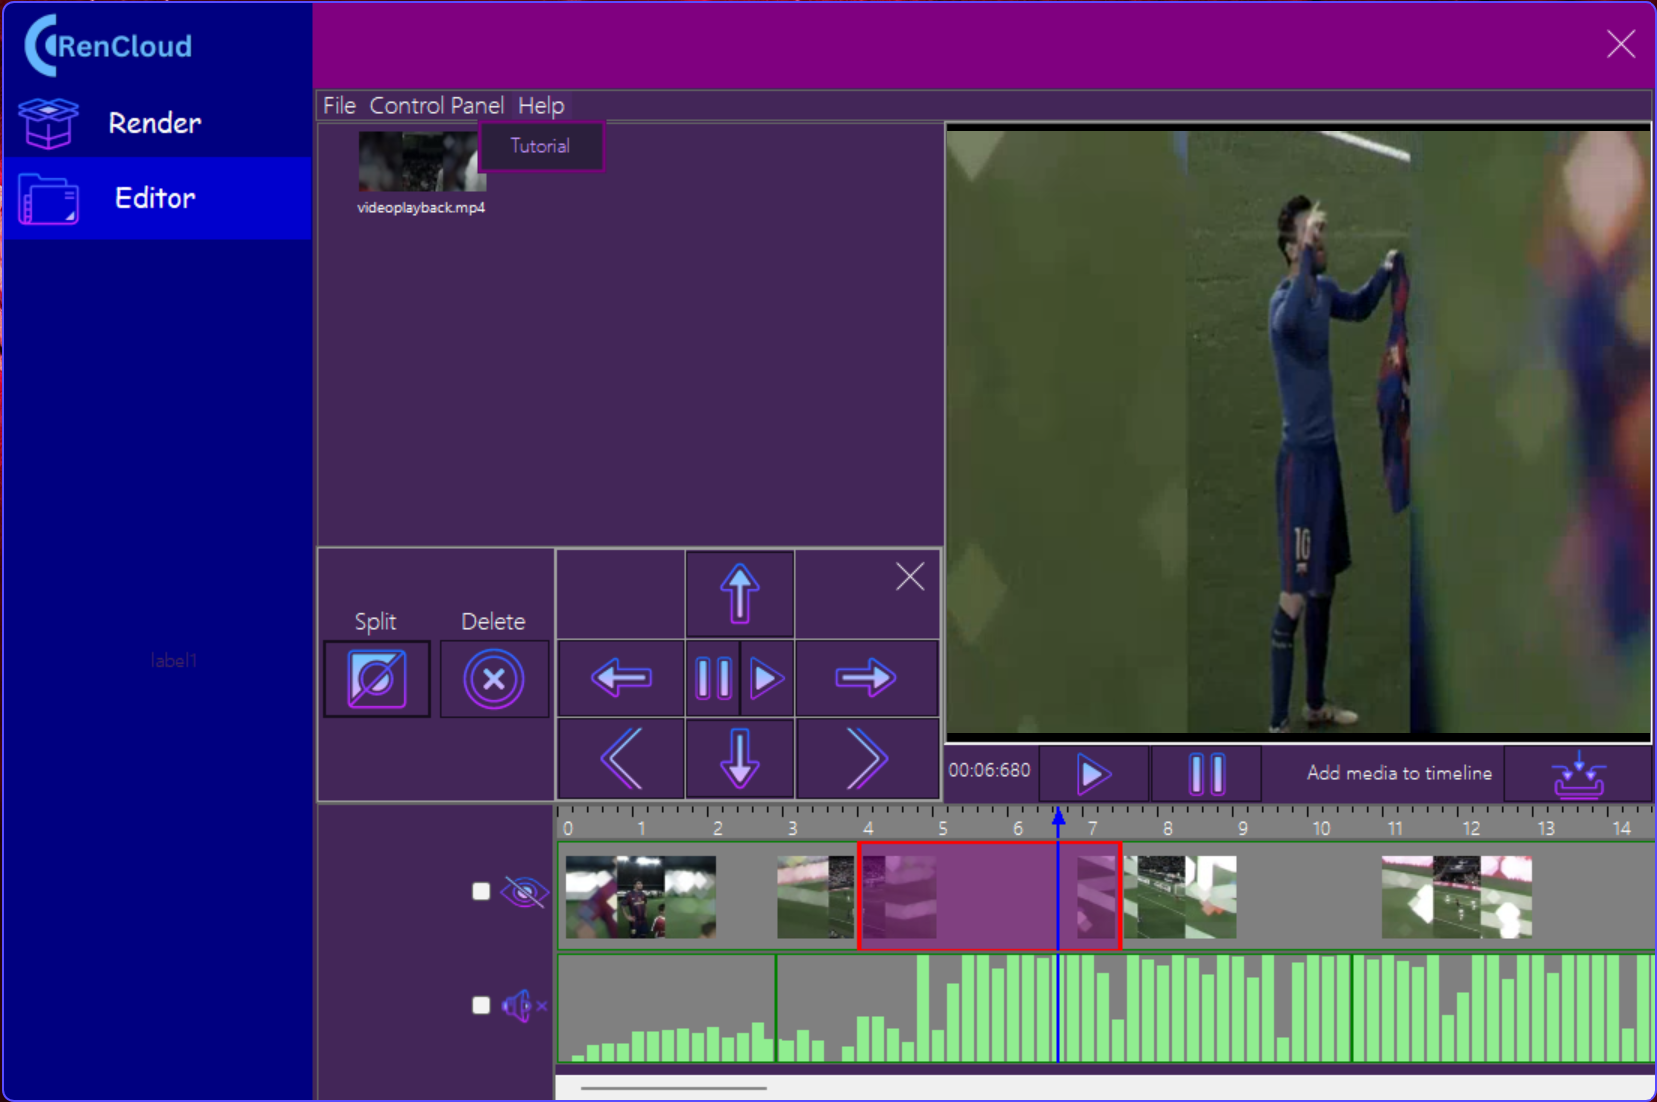 RenCloud
Render
Editor
label1
File Control Panel Help
Tutorial
videoplayback.mp4
Split Delete
10
00:06:680
Add media to timeline
0 1 2 3 4 5 6 7 8 9 10 11 12 13 14